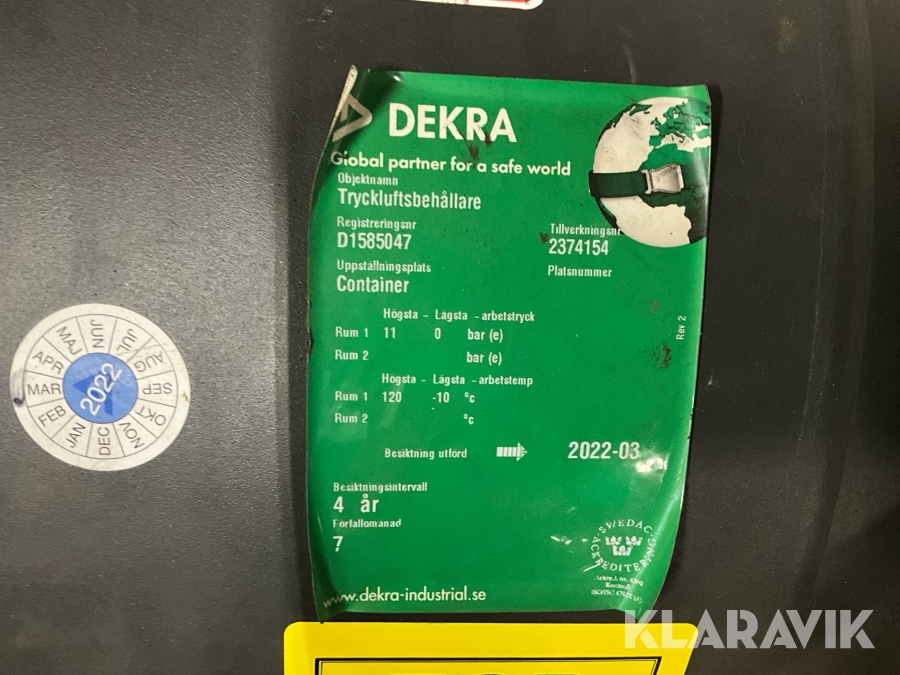 DEKRA
Global partner for a safe world
Objektnamn
Tryckluftsbehållare
Registreringsnr
D1585047
Tillverkningsnr
2374154
Uppställningsplats
Container
Platsnummer
Högsta - Lägsta - arbetstryck
Rum 1 11 0 bar (e)
Rum 2 bar (e)
Högsta - Lägsta - arbetstemp
Rum 1 120 -10 °c
Rum 2 °c
Besiktning utförd 2022-03
Besiktningsintervall
4 år
Förfallomånad
7
Rev 2
SWEDAC
ACKREDITERING
www.dekra-industrial.se
2022
JAN
FEB
MAR
APR
MAJ
JUN
JUL
AUG
SEP
OKT
NOV
DEC
KLARAVIK